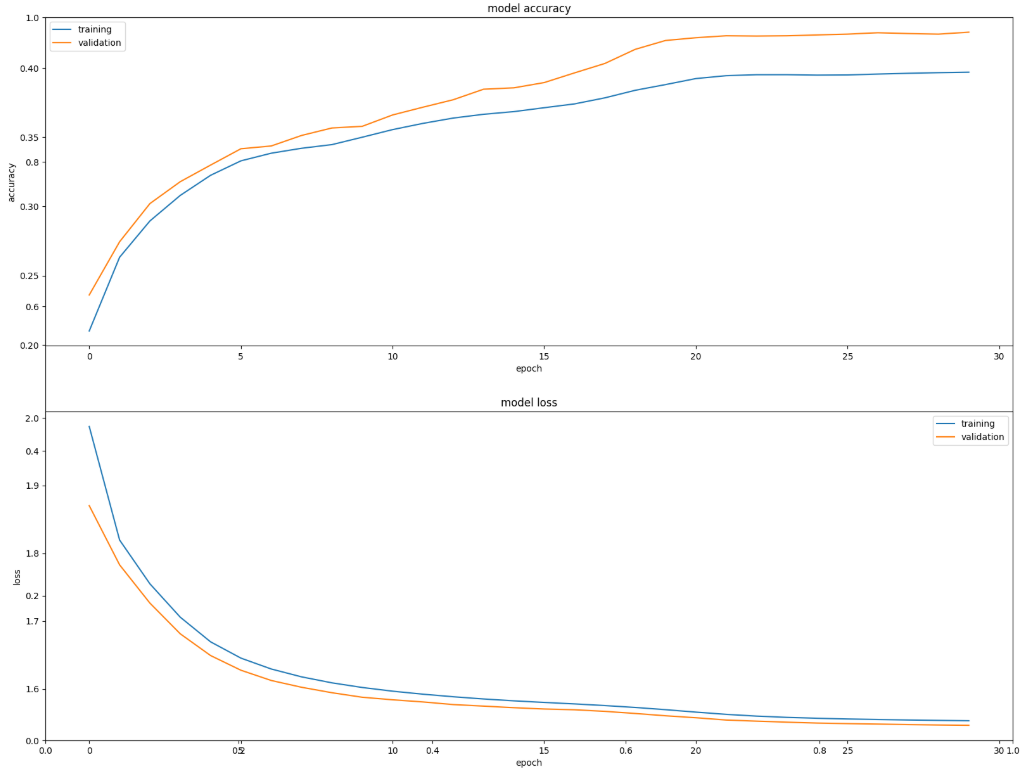 model accuracy
1.0
training
validation
0.40
0.35
0.8
accuracy
0.30
0.25
0.6
0.20
0 5 10 15 20 25 30
epoch
model loss
2.0
training
validation
0.4
1.9
1.8
loss
0.2
1.7
1.6
0.0
0.0 0 0.2 5 10 0.4 15 0.6 20 0.8 25 30 1.0
epoch